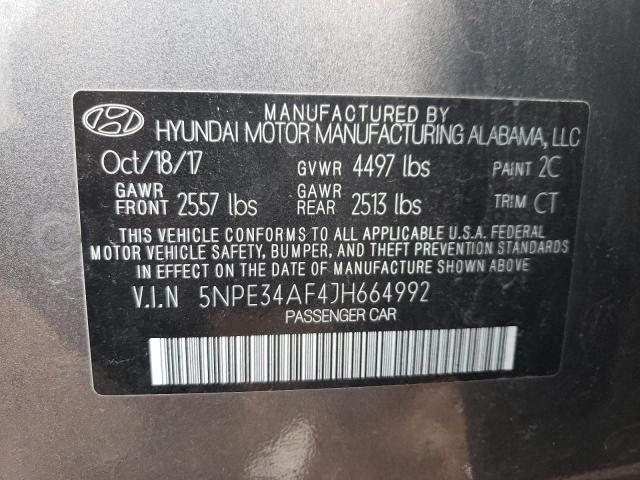 MANUFACTURED BY
HYUNDAI MOTOR MANUFACTURING ALABAMA, LLC
Oct/18/17 GVWR 4497 lbs PAINT 2C
GAWR FRONT 2557 lbs GAWR REAR 2513 lbs TRIM CT
THIS VEHICLE CONFORMS TO ALL APPLICABLE U.S.A. FEDERAL
MOTOR VEHICLE SAFETY, BUMPER, AND THEFT PREVENTION STANDARDS
IN EFFECT ON THE DATE OF MANUFACTURE SHOWN ABOVE
V.I.N 5NPE34AF4JH664992
PASSENGER CAR